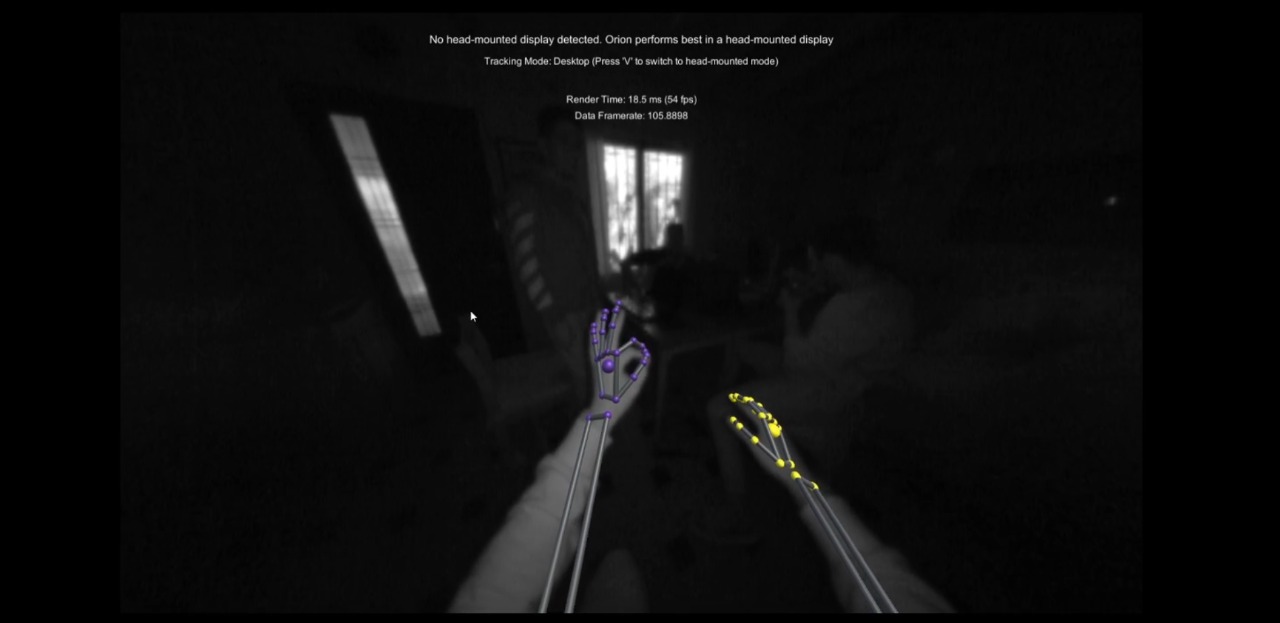 No head-mounted display detected. Orion performs best in a head-mounted display
Tracking Mode: Desktop (Press 'V' to switch to head-mounted mode)
Render Time: 18.5 ms (54 fps)
Data Framerate: 105.8898